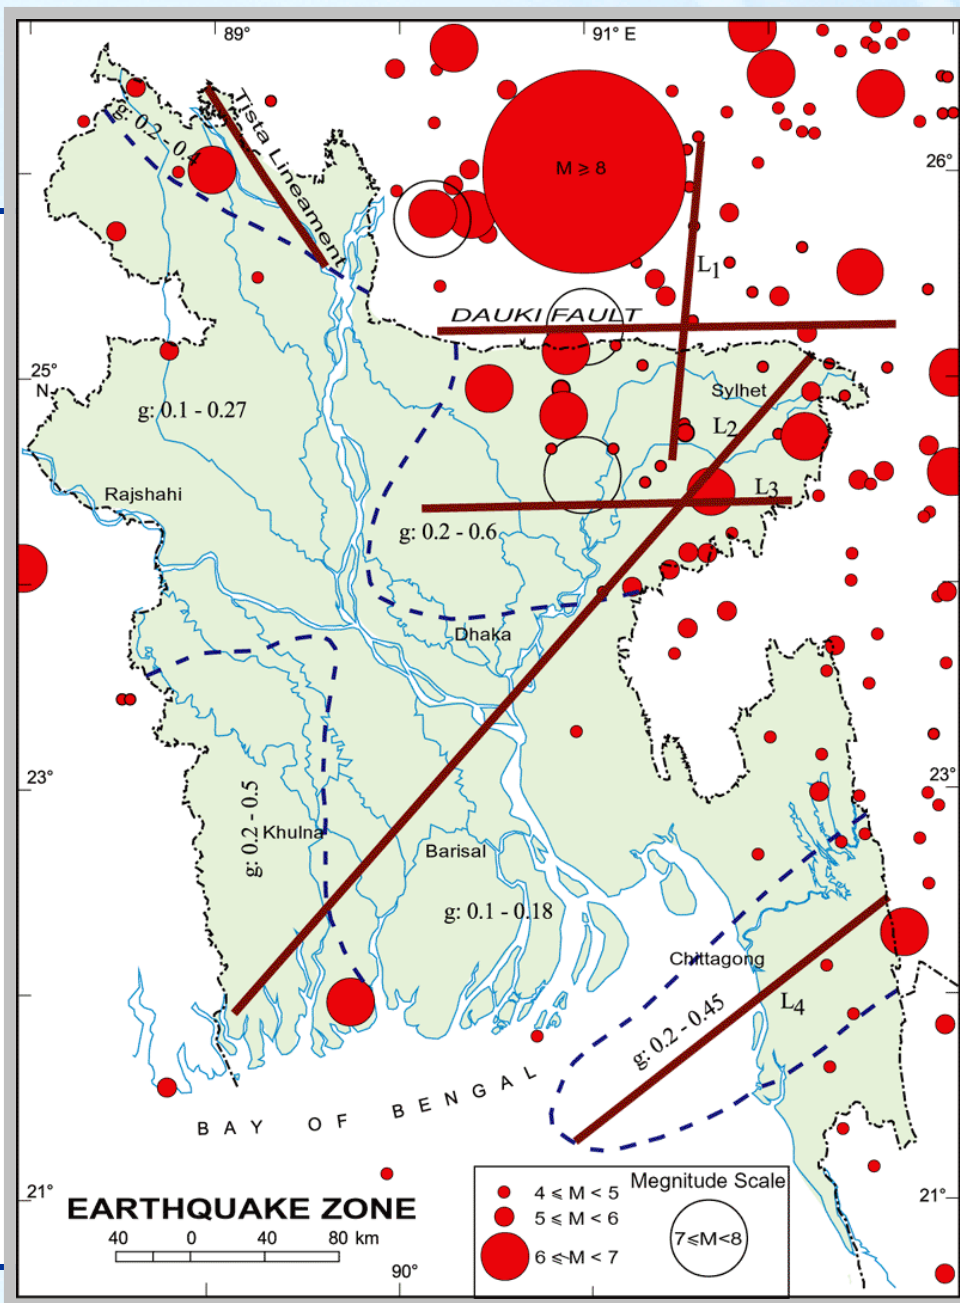 89°
91° E
Tista Lineament
g: 0.2 - 0.4
M ⩾ 8
26°
L1
DAUKI FAULT
25°
N
Sylhet
g: 0.1 - 0.27
L2
Rajshahi
L3
g: 0.2 - 0.6
Dhaka
23°
23°
g: 0.2 - 0.5
Khulna
Barisal
g: 0.1 - 0.18
Chittagong
L4
g: 0.2 - 0.45
BAY OF BENGAL
21°
21°
EARTHQUAKE ZONE
40 0 40 80 km
90°
Megnitude Scale
4 ⩽ M < 5
5 ⩽ M < 6
6 ⩽ M < 7
7⩽M<8